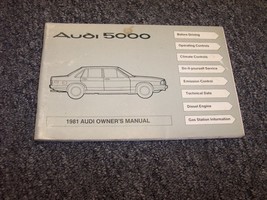 Audi 5000
Before Driving
Operating Controls
Climate Controls
Do-it-yourself Service
Emission Control
Technical Data
Diesel Engine
Gas Station Information
1981 AUDI OWNER'S MANUAL